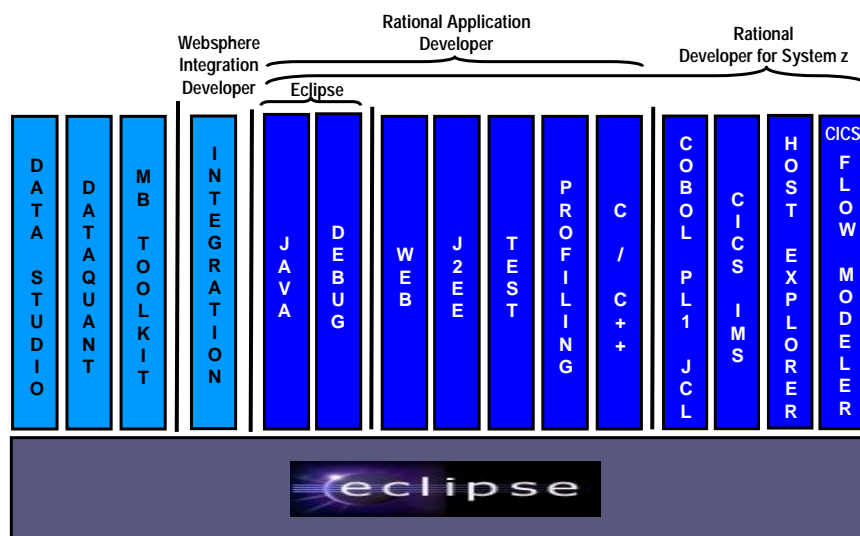 Websphere
Integration
Developer
Rational Application
Developer
Rational
Developer for System z
Eclipse
DATA STUDIO
DATAQUANT
MB TOOLKIT
INTEGRATION
JAVA
DEBUG
WEB
J2EE
TEST
PROFILING
C / C++
COBOL PL1 JCL
CICS IMS
HOST EXPLORER
CICS FLOW MODELER
eclipse